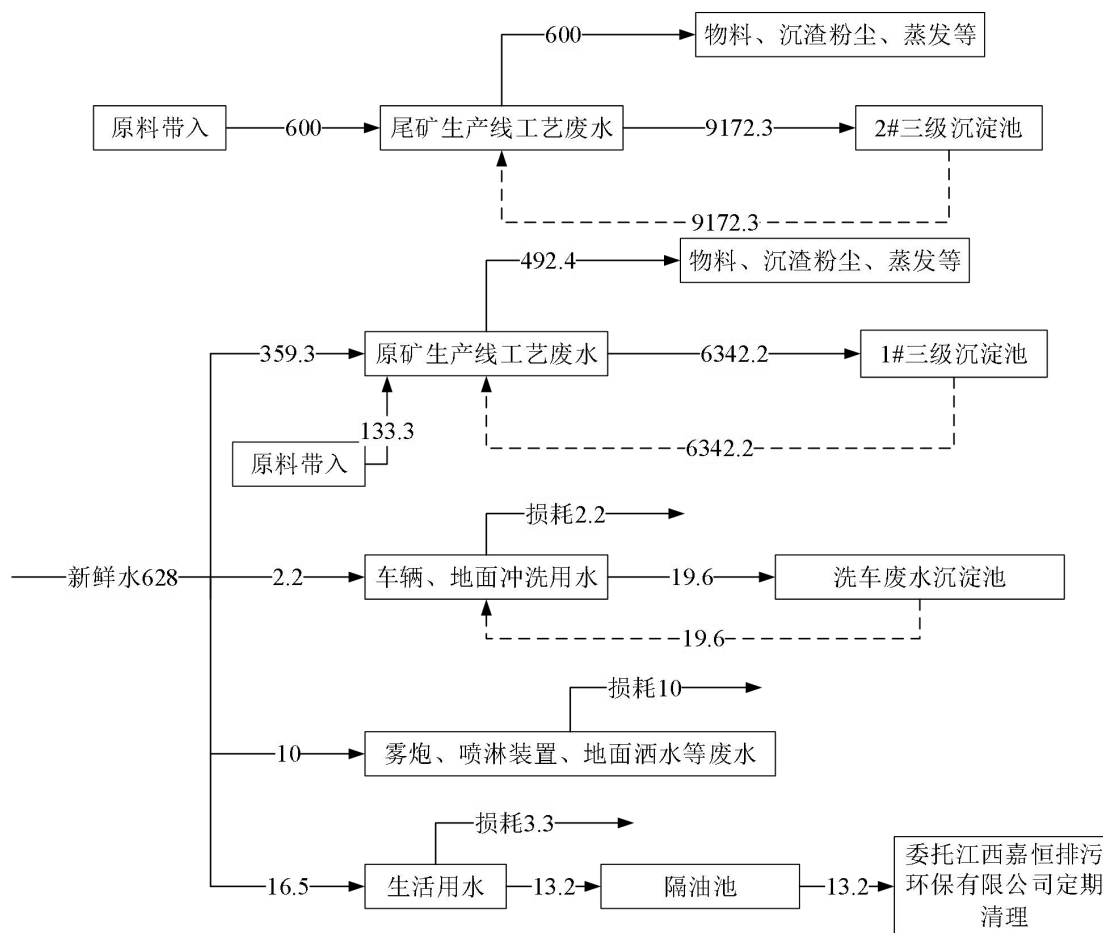 600
物料、沉渣粉尘、蒸发等
原料带入
600
尾矿生产线工艺废水
9172.3
2#三级沉淀池
9172.3
492.4
物料、沉渣粉尘、蒸发等
359.3
原矿生产线工艺废水
6342.2
1#三级沉淀池
133.3
原料带入
6342.2
损耗2.2
新鲜水628
2.2
车辆、地面冲洗用水
19.6
洗车废水沉淀池
19.6
损耗10
10
雾炮、喷淋装置、地面洒水等废水
损耗3.3
16.5
生活用水
13.2
隔油池
13.2
委托江西嘉恒排污
环保有限公司定期
清理